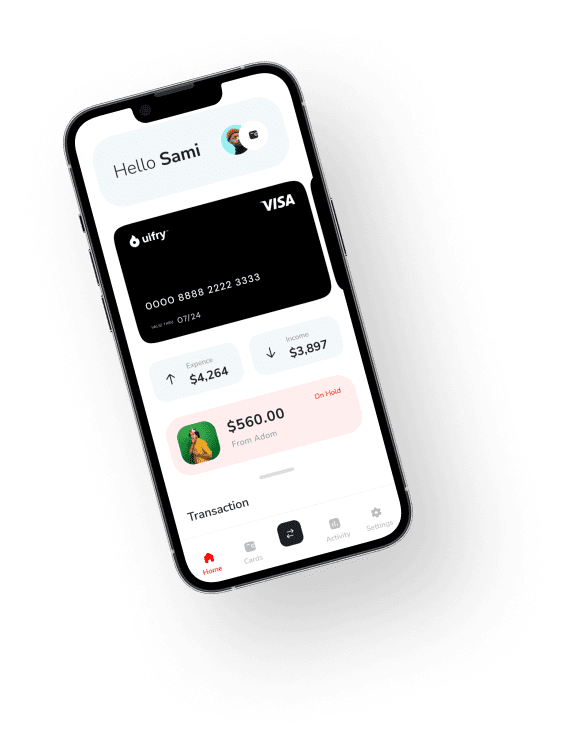 Hello Sami
VISA
uifry
0000 8888 2222 3333
VALID THRU 07/24
Expence
$4,264
Income
$3,897
On Hold
$560.00
From Adom
Transaction
Home
Cards
Activity
Settings